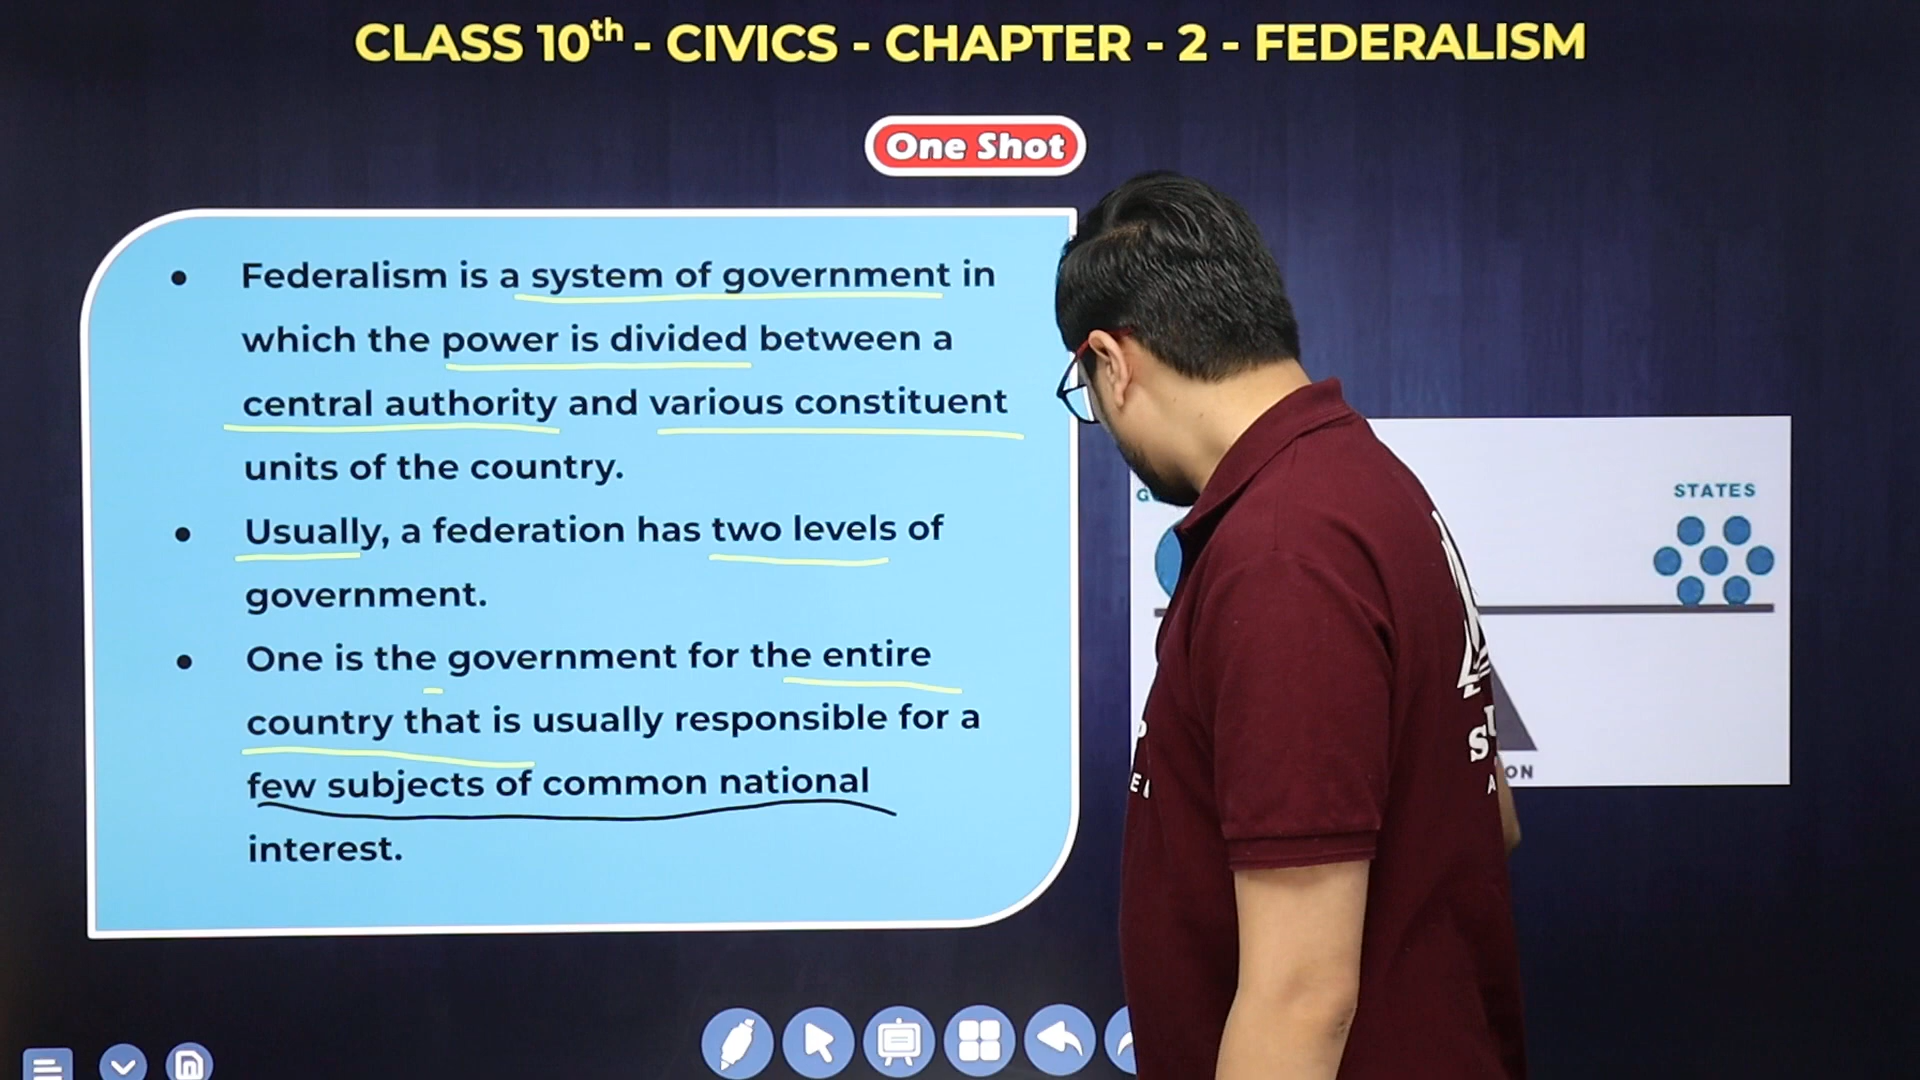 CLASS 10th - CIVICS - CHAPTER - 2 - FEDERALISM
One Shot
• Federalism is a system of government in
which the power is divided between a
central authority and various constituent
units of the country.
• Usually, a federation has two levels of
government.
• One is the government for the entire
country that is usually responsible for a
few subjects of common national
interest.
STATES